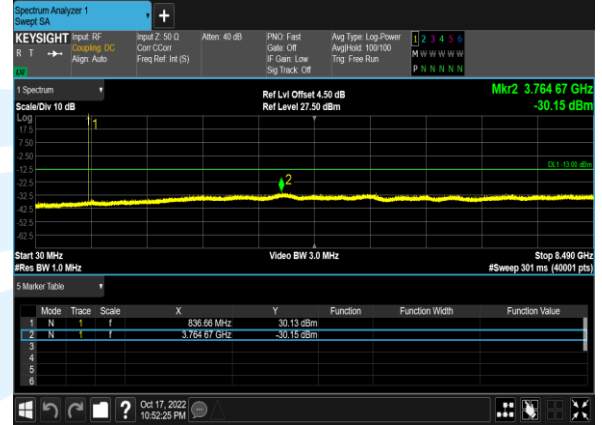 Spectrum Analyzer 1
Swept SA
KEYSIGHT
R T
LVI
Input: RF
Coupling: DC
Align: Auto
Input Z: 50 Ω
Corr CCorr
Freq Ref: Int (S)
Atten: 40 dB
PNO: Fast
Gate: Off
IF Gain: Low
Sig Track: Off
Avg Type: Log-Power
Avg|Hold: 100/100
Trig: Free Run
1 2 3 4 5 6
M W W W W W
P N N N N N
1 Spectrum
Scale/Div 10 dB
Ref Lvl Offset 4.50 dB
Ref Level 27.50 dBm
Mkr2 3.764 67 GHz
-30.15 dBm
Log
17.5
7.50
-2.50
-12.5
-22.5
-32.5
-42.5
-52.5
-62.5
1
2
DL1 -13.00 dBm
Start 30 MHz
#Res BW 1.0 MHz
Video BW 3.0 MHz
Stop 8.490 GHz
#Sweep 301 ms (40001 pts)
5 Marker Table
Mode Trace Scale X Y Function Function Width Function Value
1 N 1 f 836.66 MHz 30.13 dBm
2 N 1 f 3.764 67 GHz -30.15 dBm
3
4
5
6
?
Oct 17, 2022
10:52:25 PM